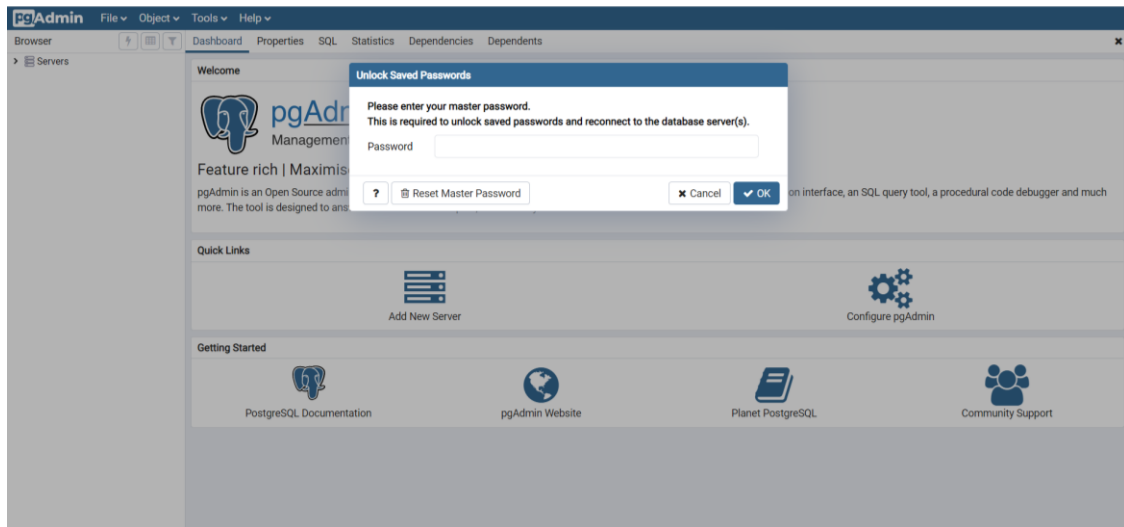 pgAdmin File Object Tools Help
Browser Dashboard Properties SQL Statistics Dependencies Dependents
Servers
Welcome
Unlock Saved Passwords
Please enter your master password.
This is required to unlock saved passwords and reconnect to the database server(s).
Password
? Reset Master Password Cancel OK
pgAdr
Management
Feature rich | Maximis
pgAdmin is an Open Source admi on interface, an SQL query tool, a procedural code debugger and much
more. The tool is designed to ans
Quick Links
Add New Server Configure pgAdmin
Getting Started
PostgreSQL Documentation pgAdmin Website Planet PostgreSQL Community Support